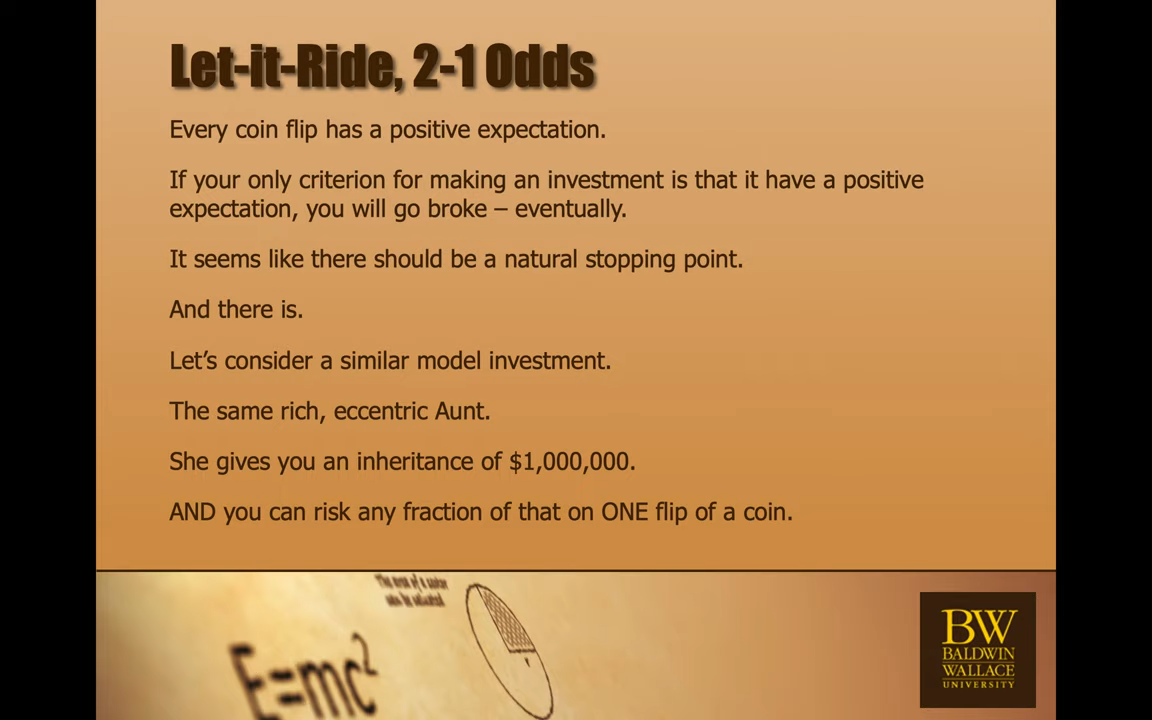 Let-it-Ride, 2-1 Odds
Every coin flip has a positive expectation.
If your only criterion for making an investment is that it have a positive
expectation, you will go broke – eventually.
It seems like there should be a natural stopping point.
And there is.
Let's consider a similar model investment.
The same rich, eccentric Aunt.
She gives you an inheritance of $1,000,000.
AND you can risk any fraction of that on ONE flip of a coin.
E=mc²
BW
BALDWIN
WALLACE
UNIVERSITY